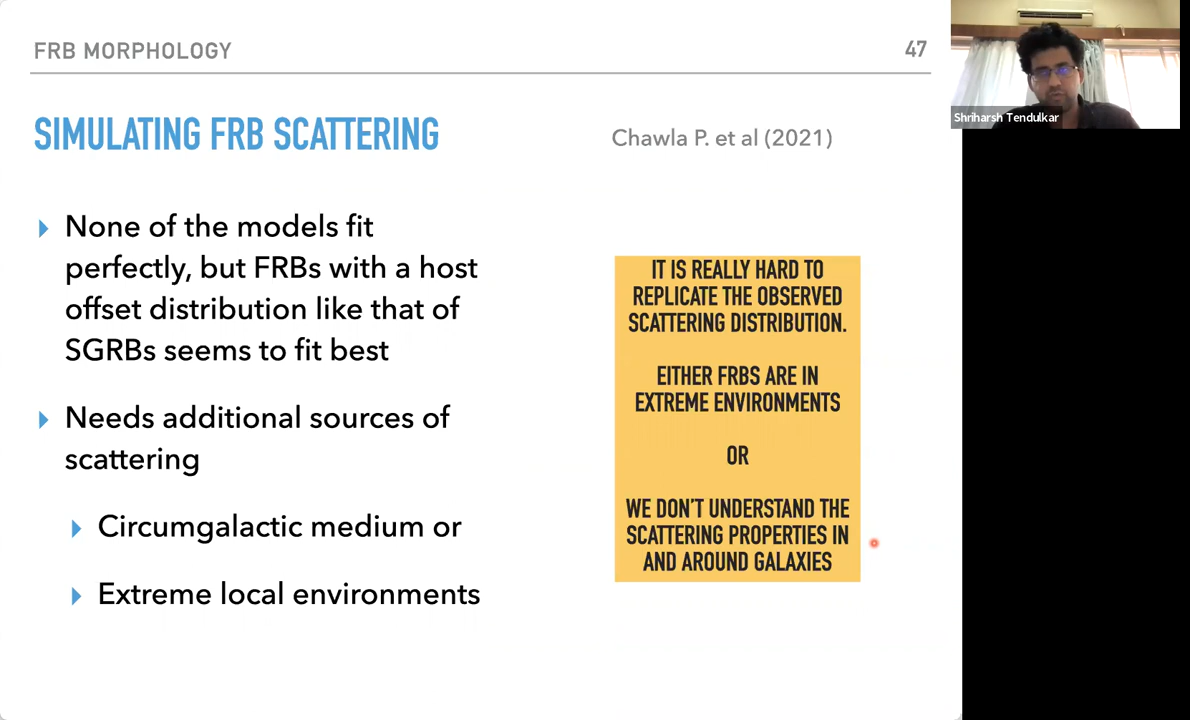 FRB MORPHOLOGY
47
SIMULATING FRB SCATTERING
Chawla P. et al (2021)
None of the models fit
perfectly, but FRBs with a host
offset distribution like that of
SGRBs seems to fit best
Needs additional sources of
scattering
Circumgalactic medium or
Extreme local environments
IT IS REALLY HARD TO
REPLICATE THE OBSERVED
SCATTERING DISTRIBUTION.
EITHER FRBS ARE IN
EXTREME ENVIRONMENTS
OR
WE DON'T UNDERSTAND THE
SCATTERING PROPERTIES IN
AND AROUND GALAXIES
Shriharsh Tendulkar